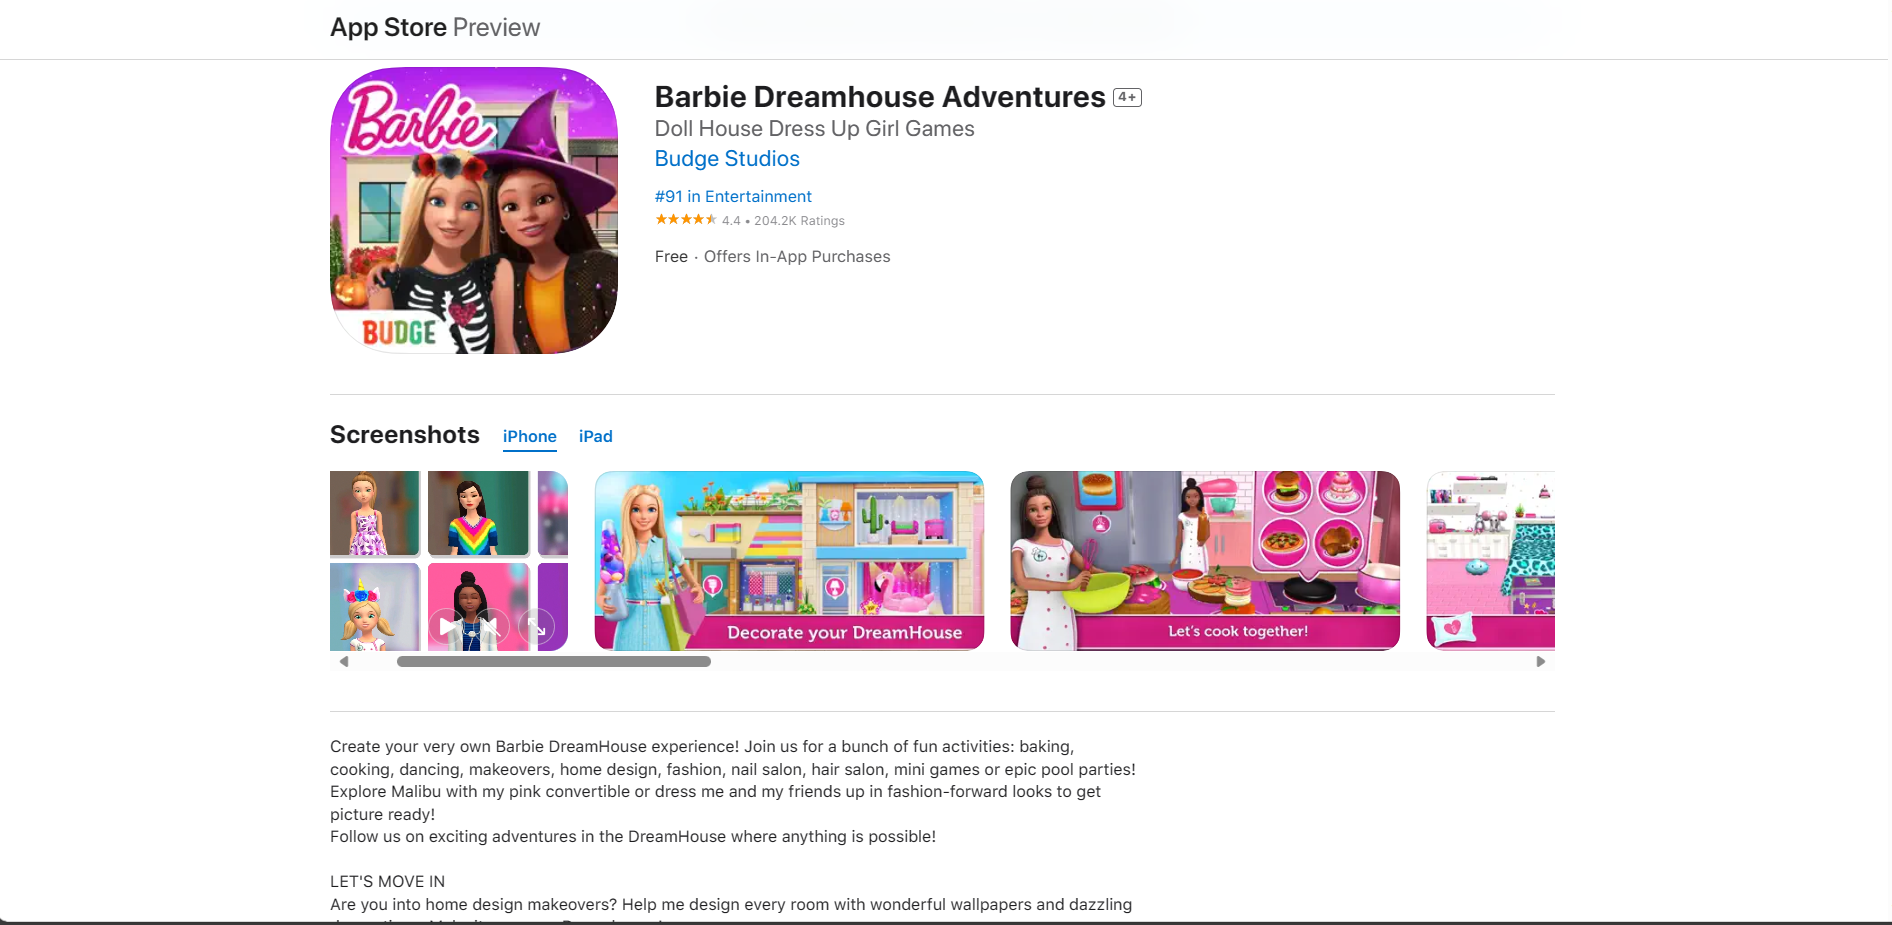 App Store Preview
Barbie
BUDGE
Barbie Dreamhouse Adventures 4+
Doll House Dress Up Girl Games
Budge Studios
#91 in Entertainment
4.4 • 204.2K Ratings
Free · Offers In-App Purchases
Screenshots iPhone iPad
Decorate your DreamHouse
Let's cook together!
Create your very own Barbie DreamHouse experience! Join us for a bunch of fun activities: baking,
cooking, dancing, makeovers, home design, fashion, nail salon, hair salon, mini games or epic pool parties!
Explore Malibu with my pink convertible or dress me and my friends up in fashion-forward looks to get
picture ready!
Follow us on exciting adventures in the DreamHouse where anything is possible!
LET'S MOVE IN
Are you into home design makeovers? Help me design every room with wonderful wallpapers and dazzling